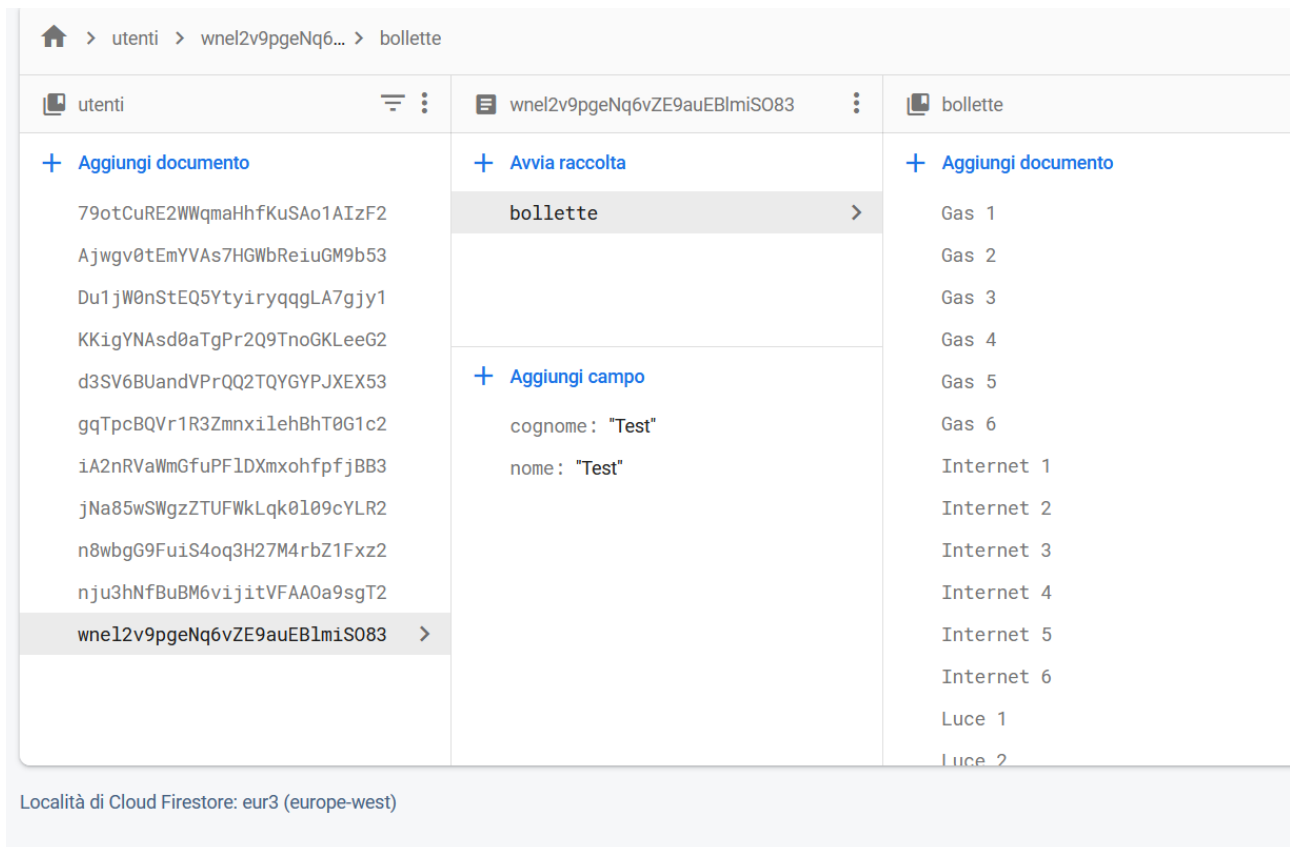 utenti > wnel2v9pgeNq6... > bollette
utenti
wnel2v9pgeNq6vZE9auEBlmiSO83
bollette
+ Aggiungi documento
79otCuRE2WWqmaHhfKuSAo1AIzF2
Ajwgv0tEmYVAs7HGWbReiuGM9b53
Du1jW0nStEQ5YtyiryqqgLA7gjy1
KKigYNAsd0aTgPr2Q9TnoGKLeeG2
d3SV6BUandVPrQQ2TQYGYPJXEX53
gqTpcBQVr1R3ZmnxilehBhT0G1c2
iA2nRVaWmGfuPFlDXmxohfpfjBB3
jNa85wSWgzZTUFWkLqk0l09cYLR2
n8wbgG9FuiS4oq3H27M4rbZ1Fxz2
nju3hNfBuBM6vijitVFAAOa9sgT2
wnel2v9pgeNq6vZE9auEBlmiSO83
+ Avvia raccolta
bollette
+ Aggiungi campo
cognome: "Test"
nome: "Test"
+ Aggiungi documento
Gas 1
Gas 2
Gas 3
Gas 4
Gas 5
Gas 6
Internet 1
Internet 2
Internet 3
Internet 4
Internet 5
Internet 6
Luce 1
Luce 2
Località di Cloud Firestore: eur3 (europe-west)